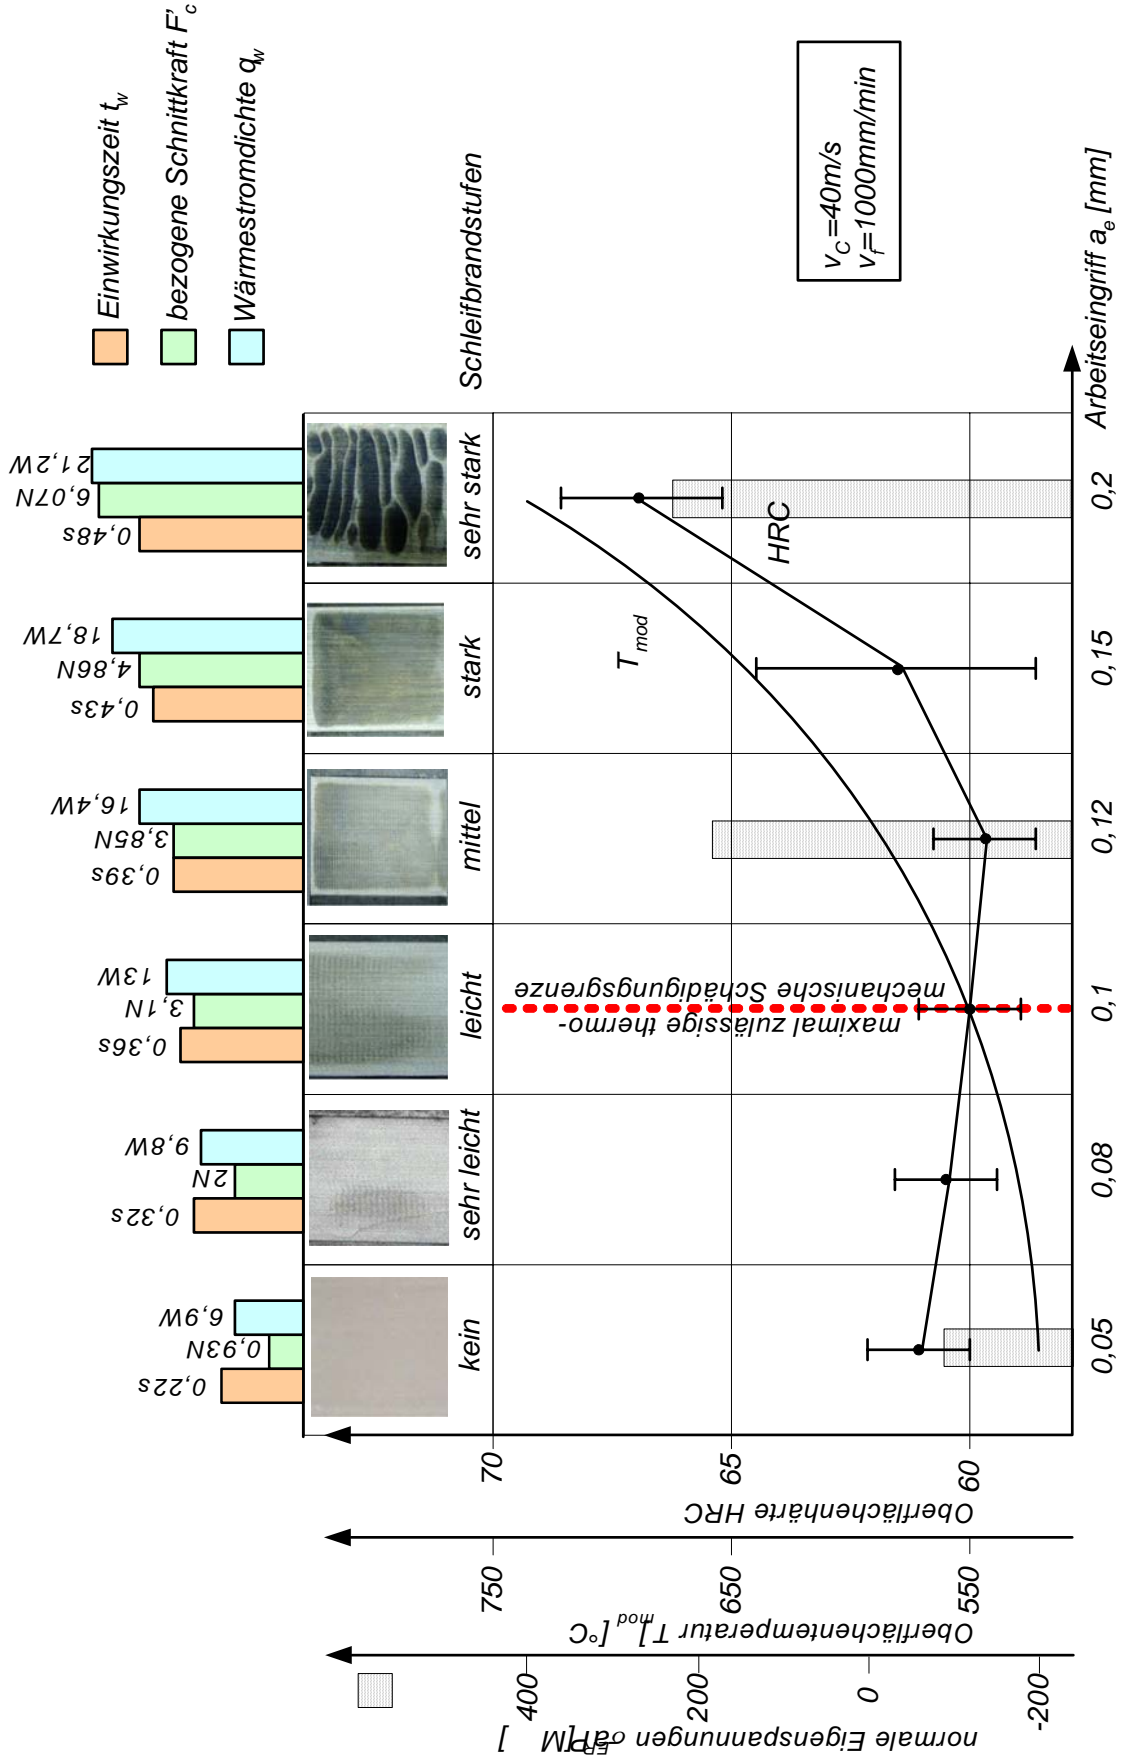 Einwirkungszeit t_w
bezogene Schnittkraft F'_c
Wärmestromdichte q_w
0,22s 0,93N 6,9W
0,32s 2N 9,8W
0,36s 3,1N 13W
0,39s 3,85N 16,4W
0,43s 4,86N 18,7W
0,48s 6,07N 21,2W
kein sehr leicht leicht mittel stark sehr stark Schleifbrandstufen
normale Eigenspannungen
400
200
0
-200
Oberflächentemperatur T_mod [°C]
750
650
550
Oberflächenhärte HRC
70
65
60
maximal zulässige thermo-
mechanische Schädigungsgrenze
T_mod
HRC
v_C=40m/s
v_f=1000mm/min
0,05 0,08 0,1 0,12 0,15 0,2
Arbeitseingriff a_e [mm]